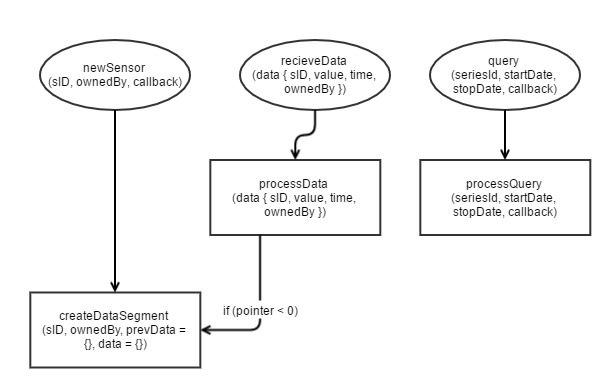 newSensor
(sID, ownedBy, callback)
recieveData
(data { sID, value, time,
ownedBy })
query
(seriesId, startDate,
stopDate, callback)
processData
(data { sID, value, time,
ownedBy })
processQuery
(seriesId, startDate,
stopDate, callback)
if (pointer < 0)
createDataSegment
(sID, ownedBy, prevData =
{}, data = {})